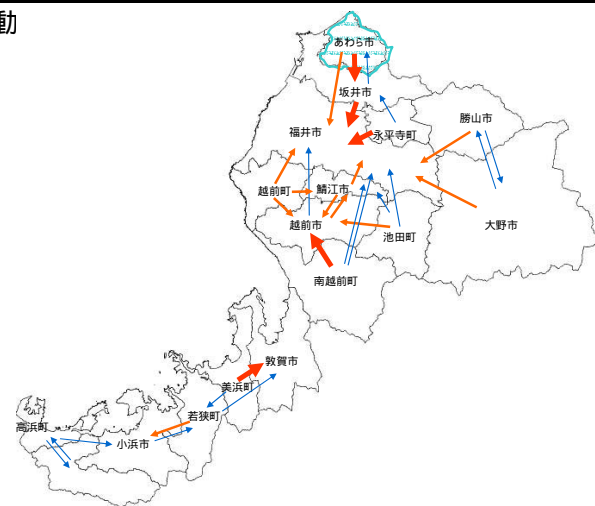 動
あわら市
坂井市
勝山市
福井市
永平寺町
越前町
鯖江市
越前市
大野市
池田町
南越前町
敦賀市
美浜町
若狭町
高浜町
小浜市